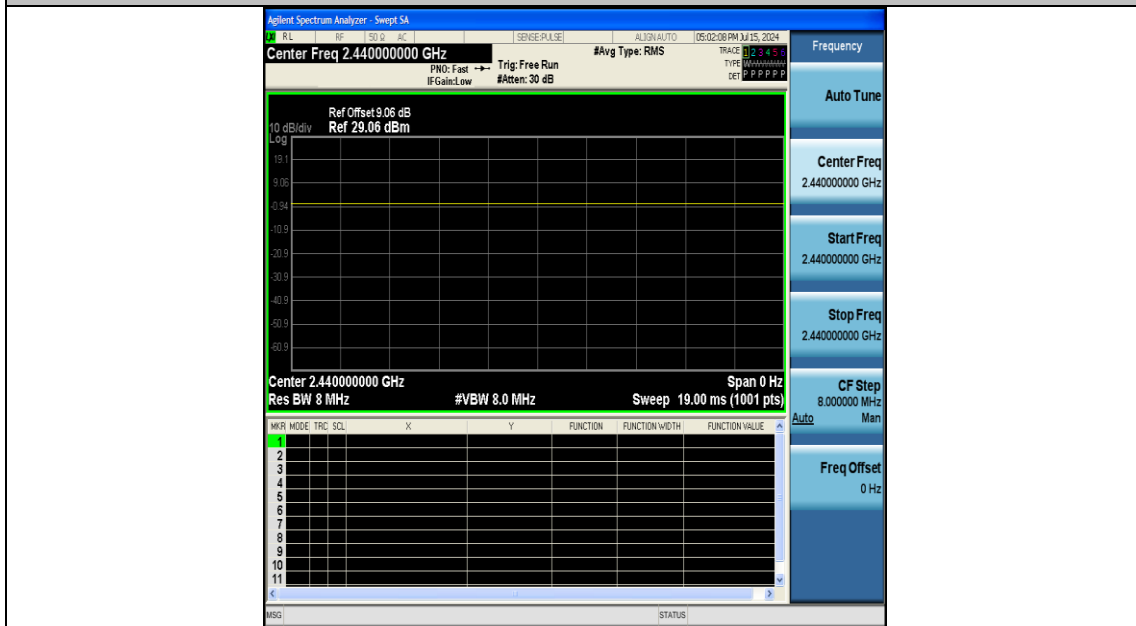 Agilent Spectrum Analyzer - Swept SA
RL RF 50 Ω AC SENSE:PULSE ALIGN AUTO 05:02:08 PM Jul 15, 2024
Center Freq 2.440000000 GHz
PNO: Fast
IFGain:Low
Trig: Free Run
#Atten: 30 dB
#Avg Type: RMS
TRACE 1 2 3 4 5 6
TYPE
DET P P P P P P
Ref Offset 9.06 dB
10 dB/div Ref 29.06 dBm
Log
19.1
9.06
-0.94
-10.9
-20.9
-30.9
-40.9
-50.9
-60.9
Center 2.440000000 GHz Span 0 Hz
Res BW 8 MHz #VBW 8.0 MHz Sweep 19.00 ms (1001 pts)
MKR MODE TRC SCL X Y FUNCTION FUNCTION WIDTH FUNCTION VALUE
1
2
3
4
5
6
7
8
9
10
11
MSG STATUS
Frequency
Auto Tune
Center Freq
2.440000000 GHz
Start Freq
2.440000000 GHz
Stop Freq
2.440000000 GHz
CF Step
8.000000 MHz
Auto Man
Freq Offset
0 Hz